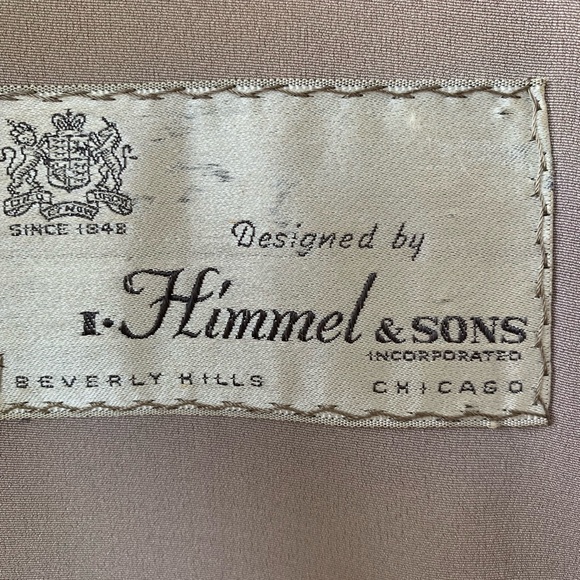 SINCE 1848
Designed by
I. Himmel & SONS
INCORPORATED
BEVERLY HILLS CHICAGO